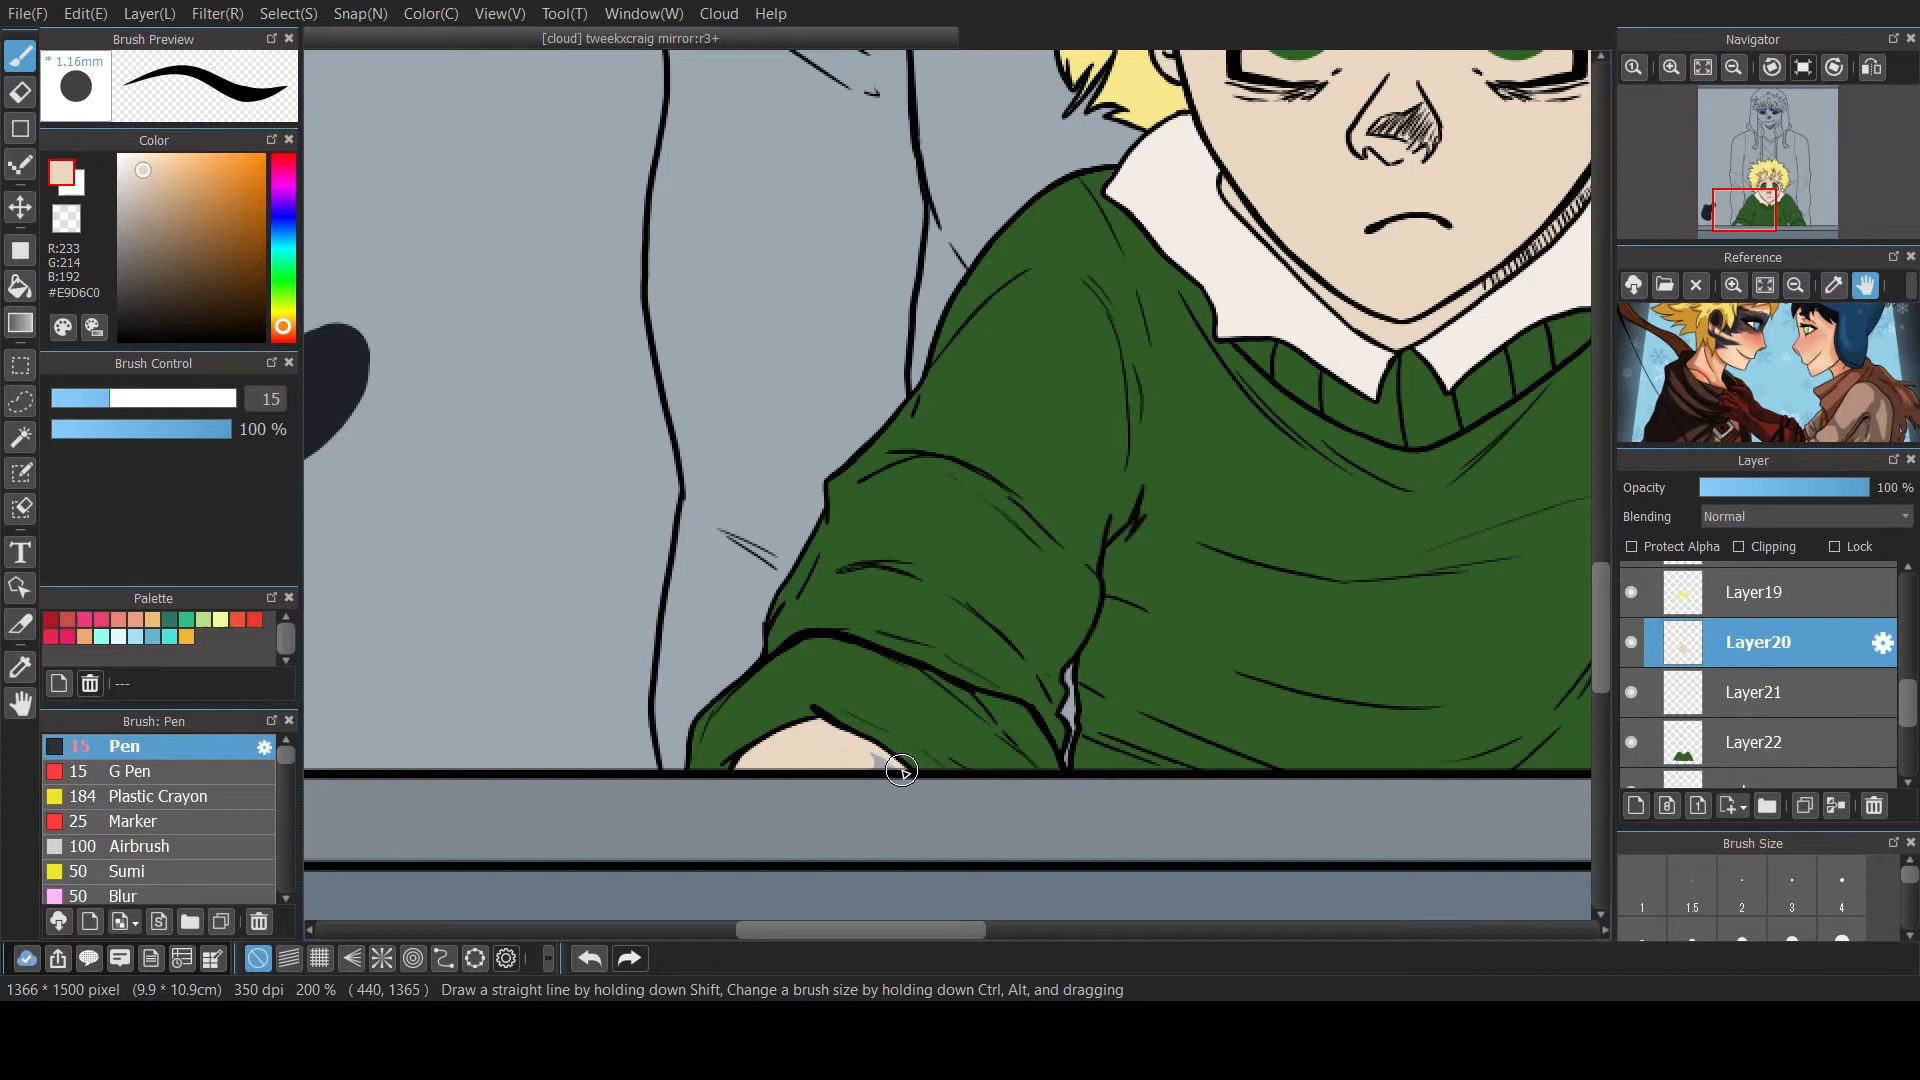 File(F) Edit(E) Layer(L) Filter(R) Select(S) Snap(N) Color(C) View(V) Tool(T) Window(W) Cloud Help
Brush Preview
[cloud] tweekxcraig mirror:r3+
Navigator
* 1.16mm
Color
R:233
G:214
B:192
#E9D6C0
Reference
Brush Control
15
100 %
Layer
Opacity 100 %
Blending Normal
Protect Alpha Clipping Lock
Layer19
Layer20
Layer21
Layer22
Palette
---
Brush: Pen
15 Pen
15 G Pen
184 Plastic Crayon
25 Marker
100 Airbrush
50 Sumi
50 Blur
Brush Size
1 1.5 2 3 4
1366 * 1500 pixel (9.9 * 10.9cm) 350 dpi 200 % ( 440, 1365 ) Draw a straight line by holding down Shift, Change a brush size by holding down Ctrl, Alt, and dragging